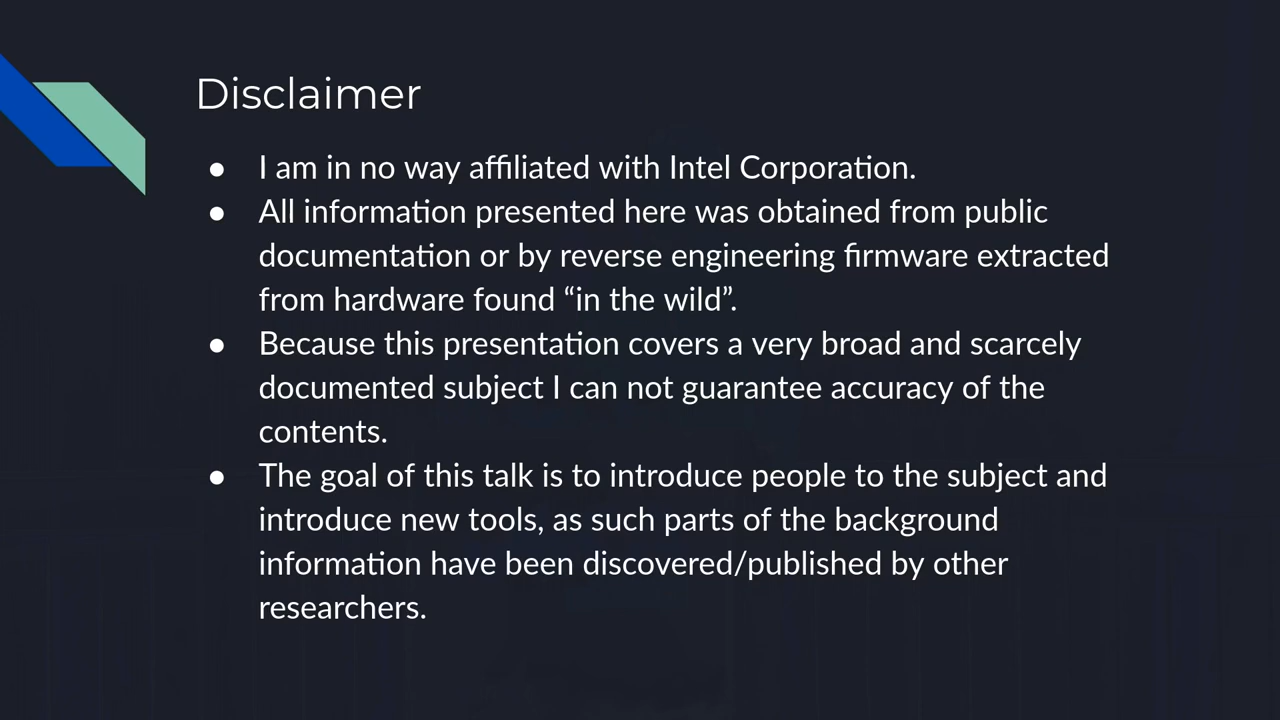 Disclaimer
● I am in no way affiliated with Intel Corporation.
● All information presented here was obtained from public
documentation or by reverse engineering firmware extracted
from hardware found “in the wild”.
● Because this presentation covers a very broad and scarcely
documented subject I can not guarantee accuracy of the
contents.
● The goal of this talk is to introduce people to the subject and
introduce new tools, as such parts of the background
information have been discovered/published by other
researchers.